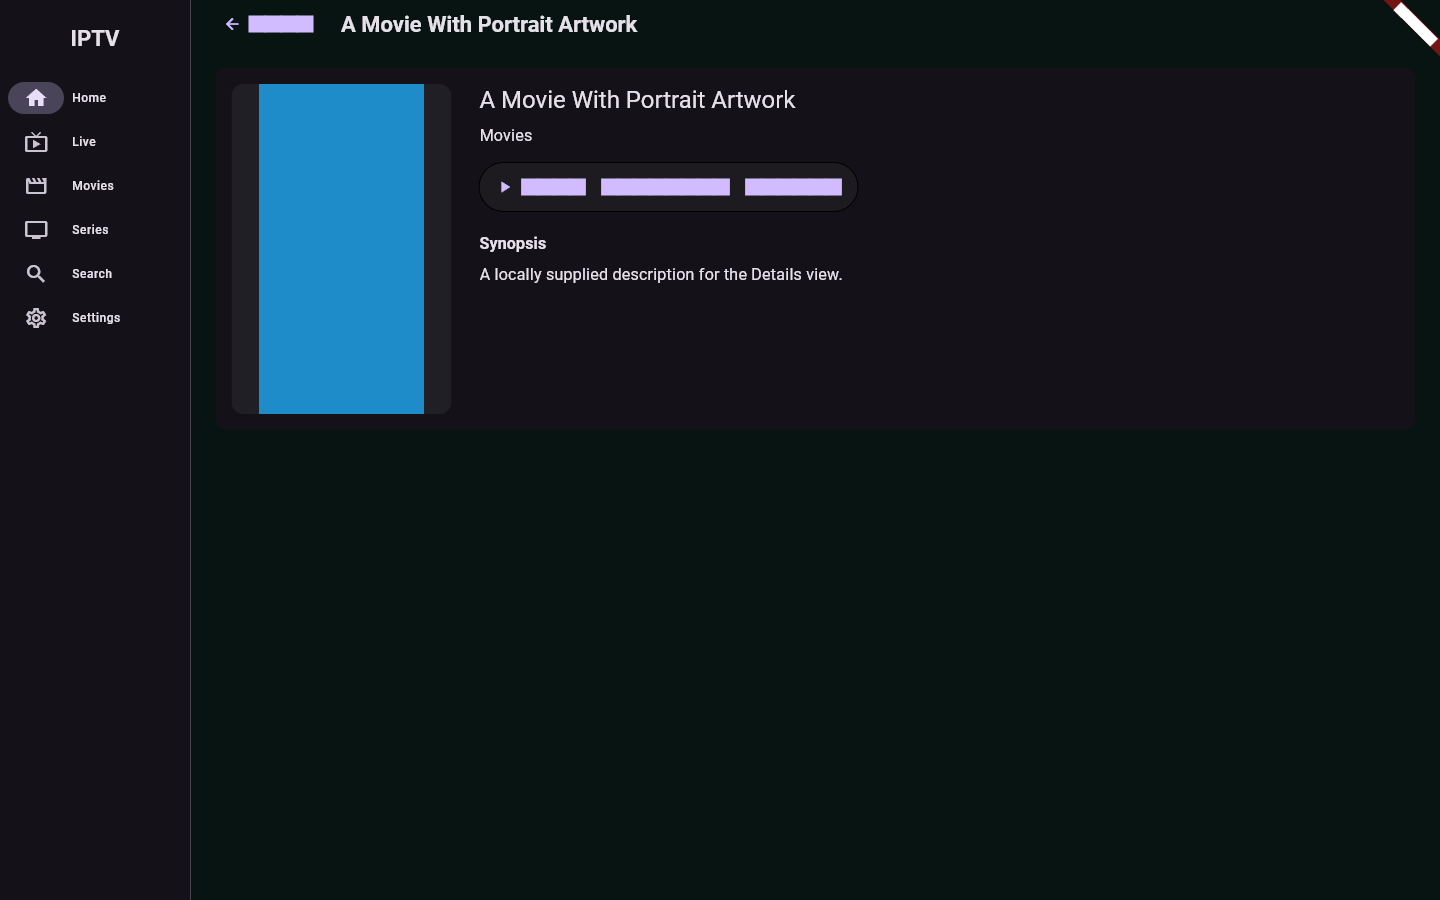 IPTV
Home
Live
Movies
Series
Search
Settings
A Movie With Portrait Artwork
A Movie With Portrait Artwork
Movies
Synopsis
A locally supplied description for the Details view.